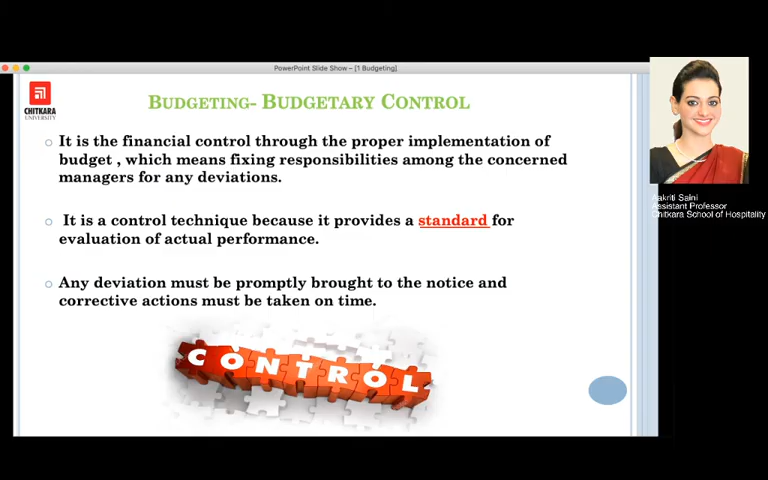 PowerPoint Slide Show – [1 Budgeting]
CHITKARA
UNIVERSITY
BUDGETING- BUDGETARY CONTROL
It is the financial control through the proper implementation of
budget , which means fixing responsibilities among the concerned
managers for any deviations.
It is a control technique because it provides a standard for
evaluation of actual performance.
Any deviation must be promptly brought to the notice and
corrective actions must be taken on time.
CONTROL
Aakriti Saini
Assistant Professor
Chitkara School of Hospitality